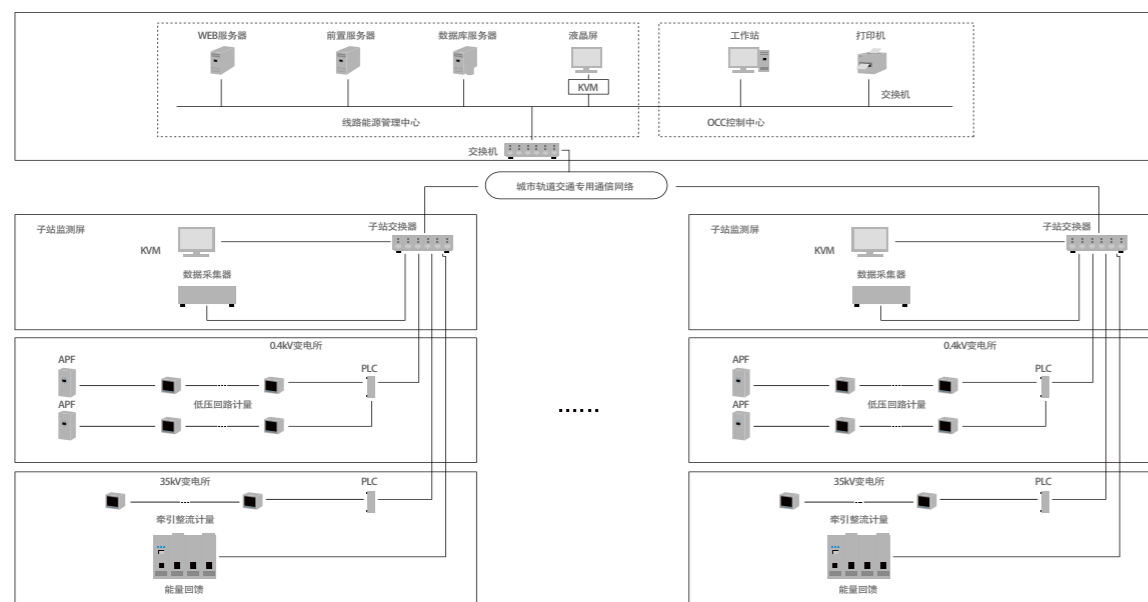 WEB服务器
前置服务器
数据库服务器
液晶屏
工作站
打印机
KVM
交换机
线路能源管理中心
OCC控制中心
交换机
城市轨道交通专用通信网络
子站监测屏
子站交换器
KVM
数据采集器
0.4kV变电所
APF
PLC
低压回路计量
APF
35kV变电所
PLC
牵引整流计量
能量回馈
......
子站监测屏
子站交换器
KVM
数据采集器
0.4kV变电所
APF
PLC
低压回路计量
APF
35kV变电所
PLC
牵引整流计量
能量回馈